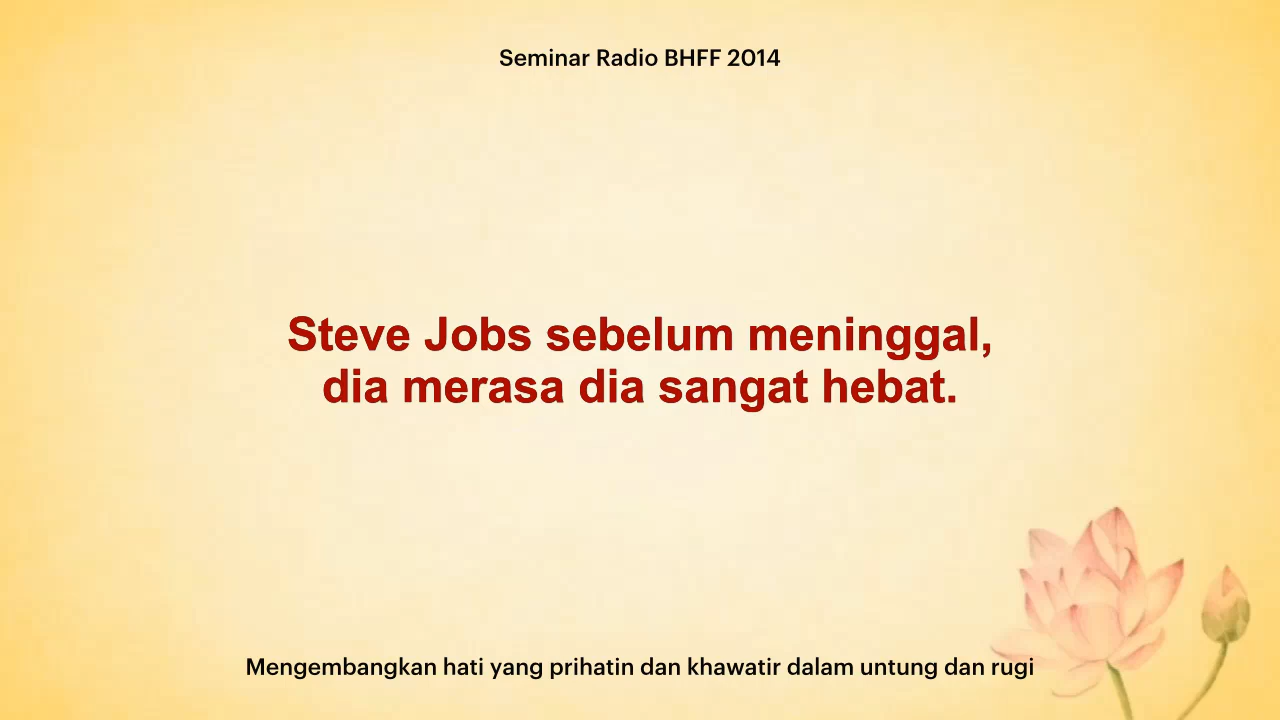 Seminar Radio BHFF 2014
Steve Jobs sebelum meninggal,
dia merasa dia sangat hebat.
Mengembangkan hati yang prihatin dan khawatir dalam untung dan rugi